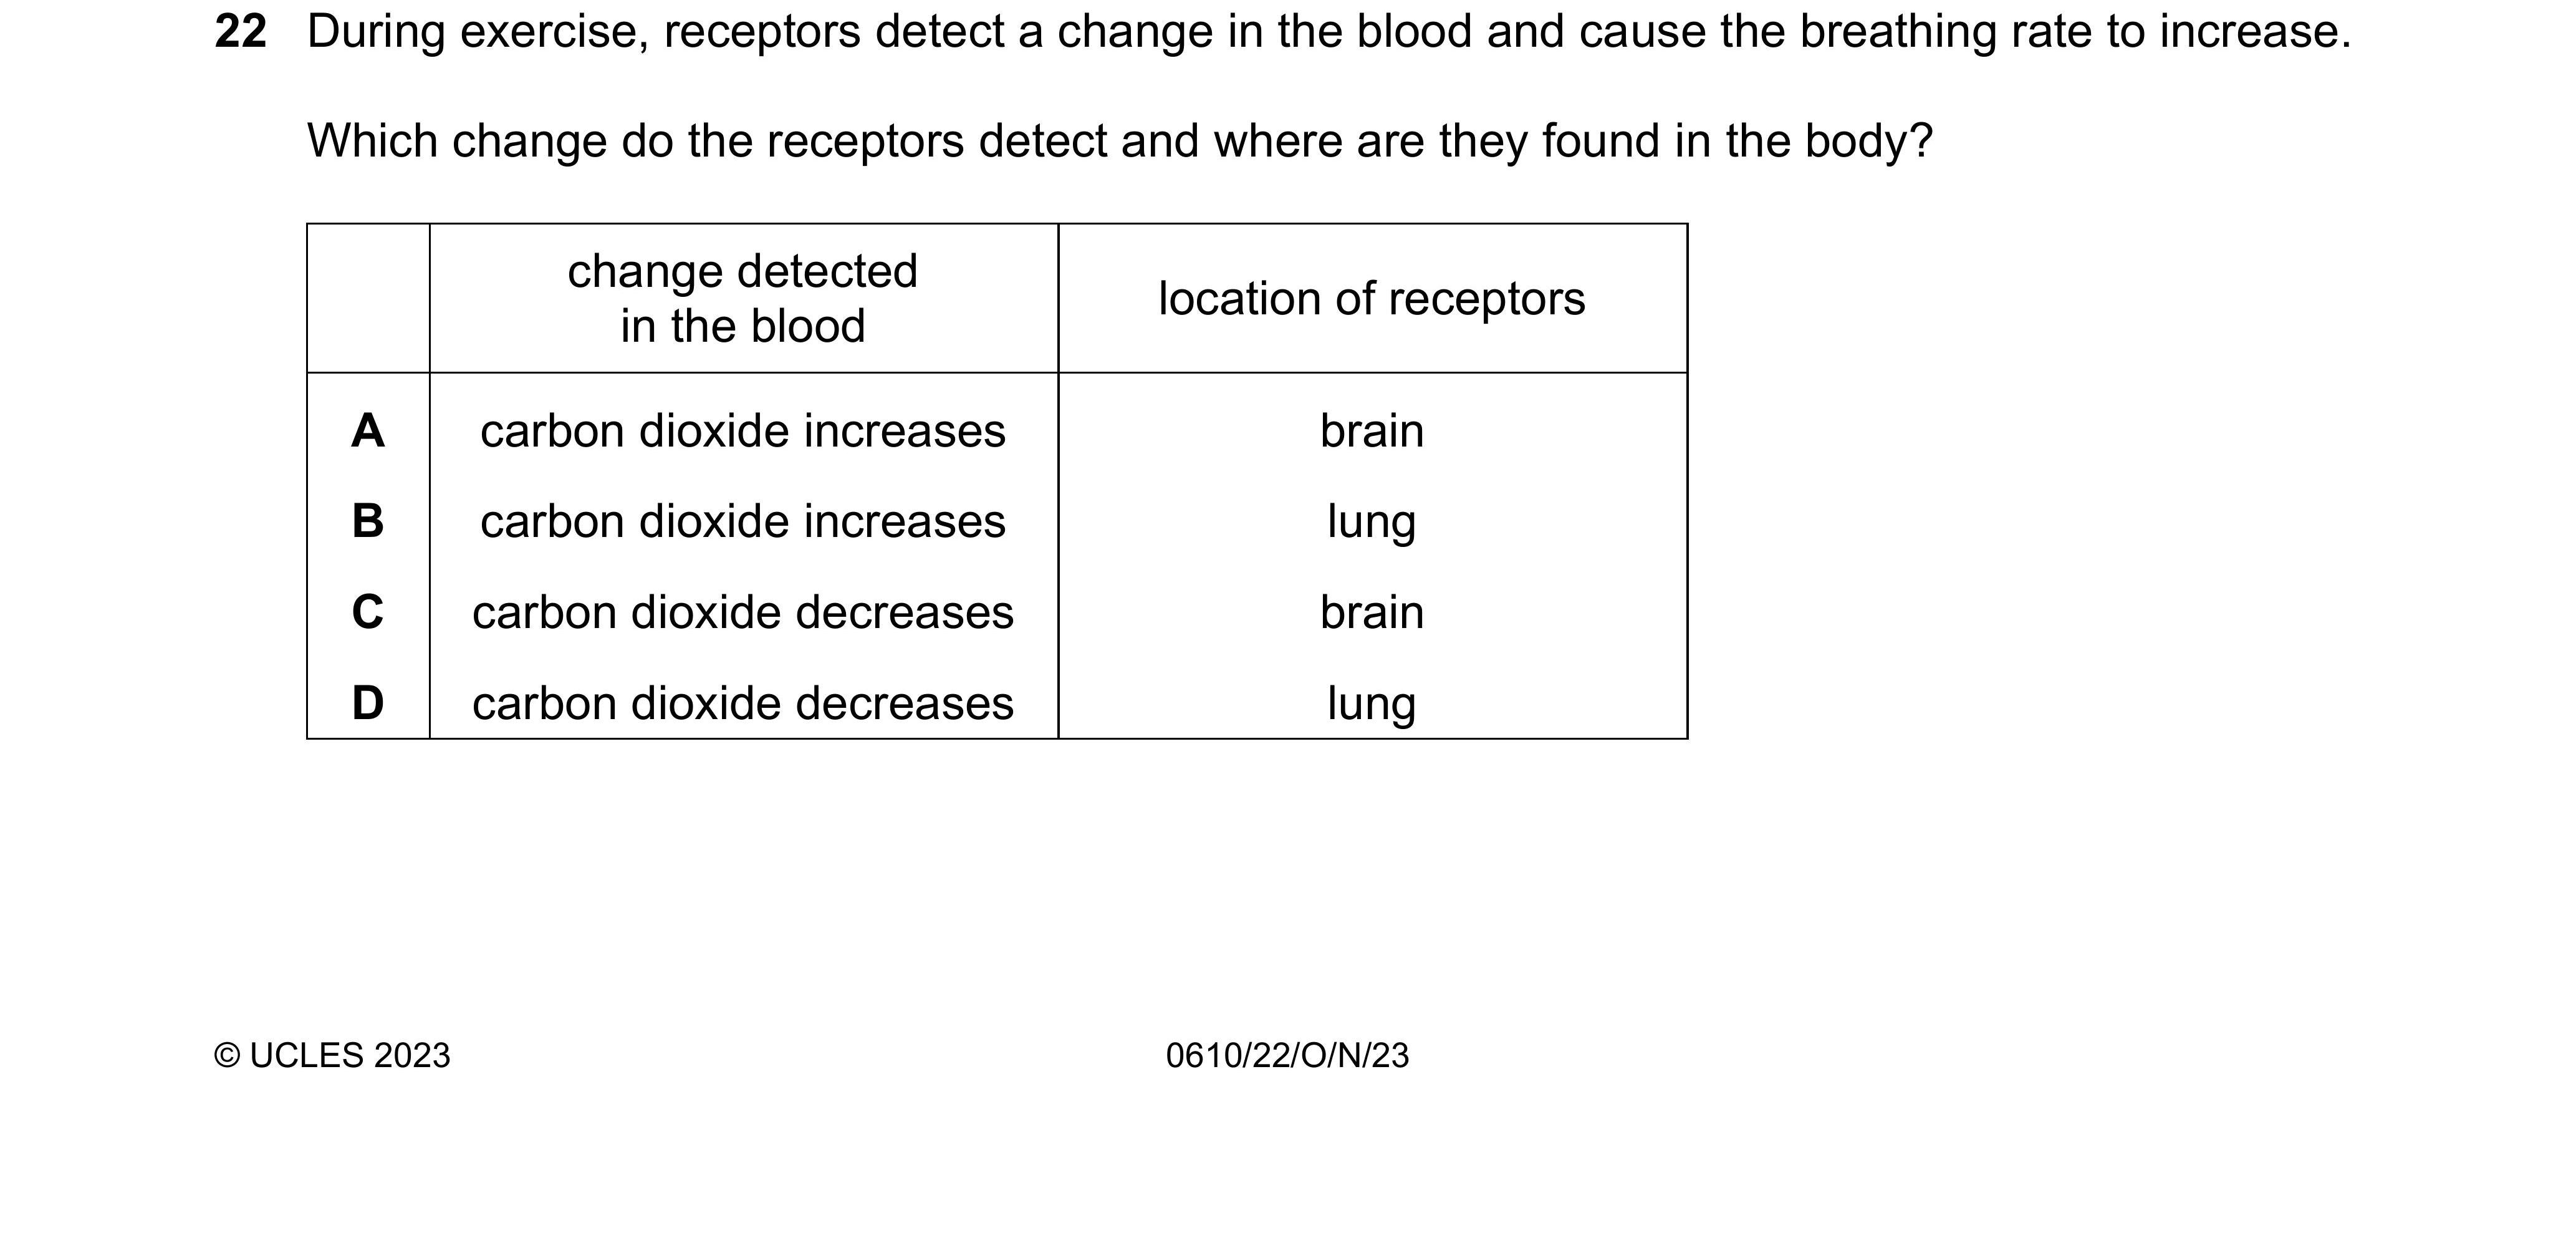 22 During exercise, receptors detect a change in the blood and cause the breathing rate to increase.
Which change do the receptors detect and where are they found in the body?
change detected
in the blood
location of receptors
A carbon dioxide increases brain
B carbon dioxide increases lung
C carbon dioxide decreases brain
D carbon dioxide decreases lung
© UCLES 2023 0610/22/O/N/23